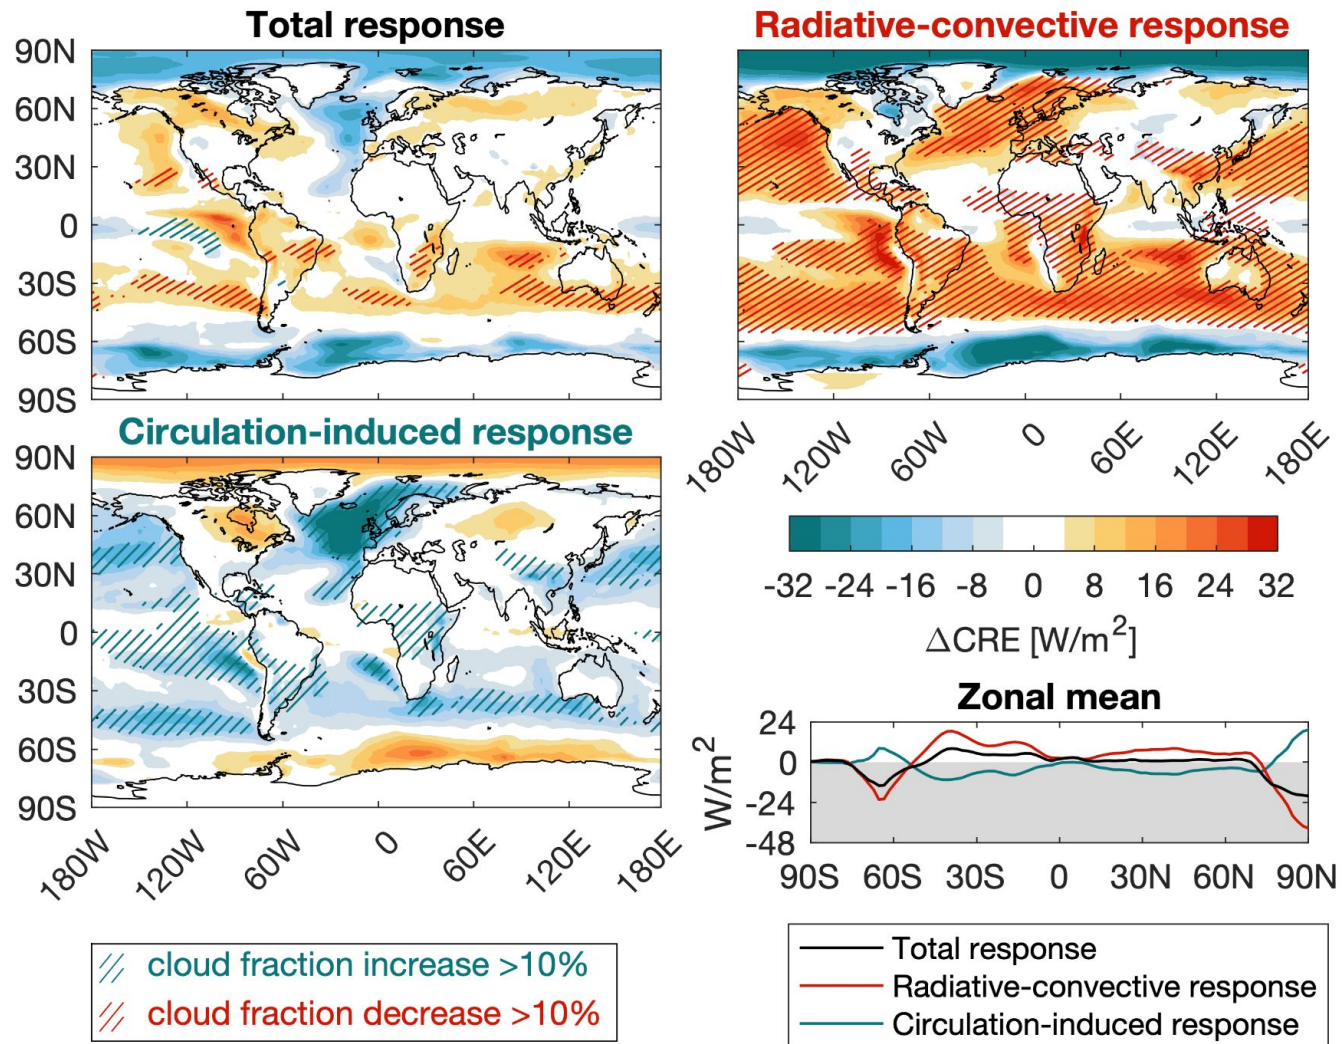 Total response
Radiative-convective response
90N
60N
30N
0
30S
60S
90S
180W
120W
60W
0
60E
120E
180E
Circulation-induced response
90N
60N
30N
0
30S
60S
90S
180W
120W
60W
0
60E
120E
180E
-32 -24 -16 -8 0 8 16 24 32
ΔCRE [W/m²]
Zonal mean
24
0
-24
-48
W/m²
90S 60S 30S 0 30N 60N 90N
cloud fraction increase >10%
cloud fraction decrease >10%
Total response
Radiative-convective response
Circulation-induced response